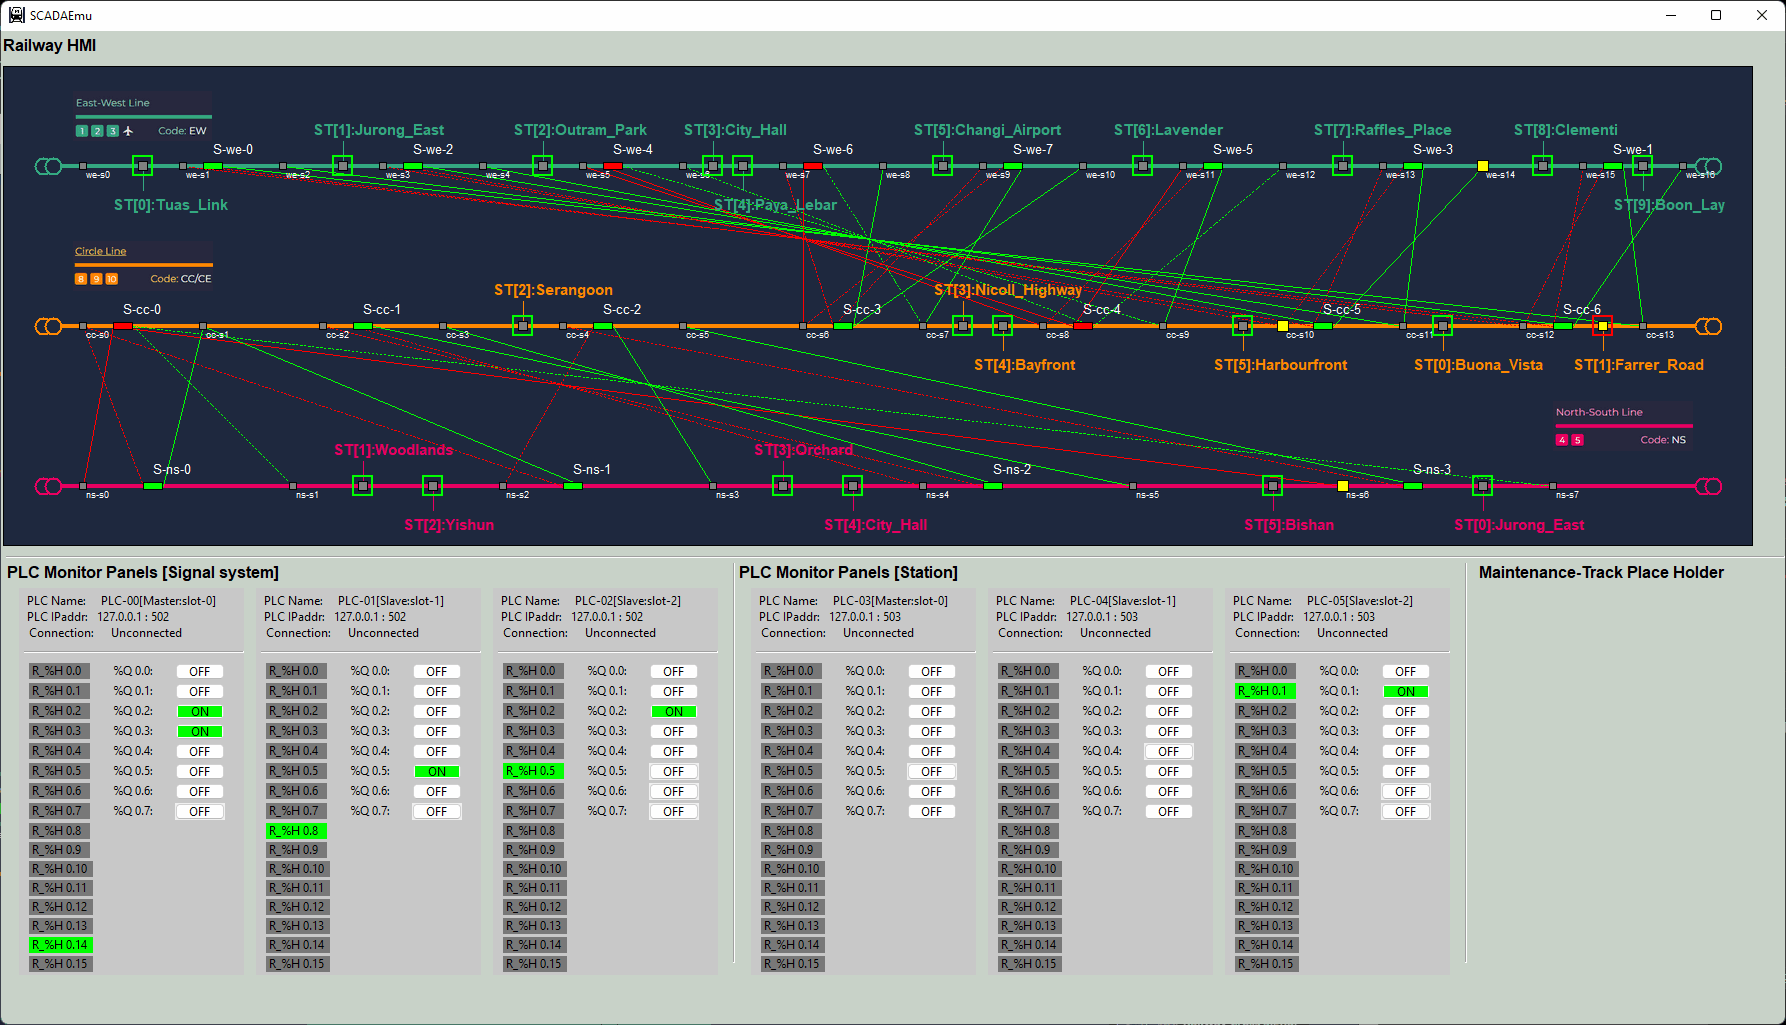 SCADAEmu
Railway HMI
East-West Line
1 2 3 Code: EW
ST[1]:Jurong_East ST[2]:Outram_Park ST[3]:City_Hall ST[5]:Changi_Airport ST[6]:Lavender ST[7]:Raffles_Place ST[8]:Clementi
S-we-0 S-we-2 S-we-4 S-we-6 S-we-7 S-we-5 S-we-3 S-we-1
we-s0 we-s1 we-s2 we-s3 we-s4 we-s5 we-s6 we-s7 we-s8 we-s9 we-s10 we-s11 we-s12 we-s13 we-s14 we-s15 we-s16
ST[0]:Tuas_Link ST[4]:Paya_Lebar ST[9]:Boon_Lay
Circle Line
8 9 10 Code: CC/CE
ST[2]:Serangoon ST[3]:Nicoll_Highway
S-cc-0 S-cc-1 S-cc-2 S-cc-3 S-cc-4 S-cc-5 S-cc-6
cc-s0 cc-s1 cc-s2 cc-s3 cc-s4 cc-s5 cc-s6 cc-s7 cc-s8 cc-s9 cc-s10 cc-s11 cc-s12 cc-s13
ST[4]:Bayfront ST[5]:Harbourfront ST[0]:Buona_Vista ST[1]:Farrer_Road
North-South Line
4 5 Code: NS
ST[1]:Woodlands ST[3]:Orchard
S-ns-0 S-ns-1 S-ns-2 S-ns-3
ns-s0 ns-s1 ns-s2 ns-s3 ns-s4 ns-s5 ns-s6 ns-s7
ST[2]:Yishun ST[4]:City_Hall ST[5]:Bishan ST[0]:Jurong_East
PLC Monitor Panels [Signal system] PLC Monitor Panels [Station] Maintenance-Track Place Holder
PLC Name: PLC-00[Master:slot-0] PLC Name: PLC-01[Slave:slot-1] PLC Name: PLC-02[Slave:slot-2] PLC Name: PLC-03[Master:slot-0] PLC Name: PLC-04[Slave:slot-1] PLC Name: PLC-05[Slave:slot-2]
PLC IPaddr: 127.0.0.1 : 502 PLC IPaddr: 127.0.0.1 : 502 PLC IPaddr: 127.0.0.1 : 502 PLC IPaddr: 127.0.0.1 : 503 PLC IPaddr: 127.0.0.1 : 503 PLC IPaddr: 127.0.0.1 : 503
Connection: Unconnected Connection: Unconnected Connection: Unconnected Connection: Unconnected Connection: Unconnected Connection: Unconnected
R_%H 0.0 %Q 0.0: OFF R_%H 0.0 %Q 0.0: OFF R_%H 0.0 %Q 0.0: OFF R_%H 0.0 %Q 0.0: OFF R_%H 0.0 %Q 0.0: OFF R_%H 0.0 %Q 0.0: OFF
R_%H 0.1 %Q 0.1: OFF R_%H 0.1 %Q 0.1: OFF R_%H 0.1 %Q 0.1: OFF R_%H 0.1 %Q 0.1: OFF R_%H 0.1 %Q 0.1: OFF R_%H 0.1 %Q 0.1: ON
R_%H 0.2 %Q 0.2: ON R_%H 0.2 %Q 0.2: OFF R_%H 0.2 %Q 0.2: ON R_%H 0.2 %Q 0.2: OFF R_%H 0.2 %Q 0.2: OFF R_%H 0.2 %Q 0.2: OFF
R_%H 0.3 %Q 0.3: ON R_%H 0.3 %Q 0.3: OFF R_%H 0.3 %Q 0.3: OFF R_%H 0.3 %Q 0.3: OFF R_%H 0.3 %Q 0.3: OFF R_%H 0.3 %Q 0.3: OFF
R_%H 0.4 %Q 0.4: OFF R_%H 0.4 %Q 0.4: OFF R_%H 0.4 %Q 0.4: OFF R_%H 0.4 %Q 0.4: OFF R_%H 0.4 %Q 0.4: OFF R_%H 0.4 %Q 0.4: OFF
R_%H 0.5 %Q 0.5: OFF R_%H 0.5 %Q 0.5: ON R_%H 0.5 %Q 0.5: OFF R_%H 0.5 %Q 0.5: OFF R_%H 0.5 %Q 0.5: OFF R_%H 0.5 %Q 0.5: OFF
R_%H 0.6 %Q 0.6: OFF R_%H 0.6 %Q 0.6: OFF R_%H 0.6 %Q 0.6: OFF R_%H 0.6 %Q 0.6: OFF R_%H 0.6 %Q 0.6: OFF R_%H 0.6 %Q 0.6: OFF
R_%H 0.7 %Q 0.7: OFF R_%H 0.7 %Q 0.7: OFF R_%H 0.7 %Q 0.7: OFF R_%H 0.7 %Q 0.7: OFF R_%H 0.7 %Q 0.7: OFF R_%H 0.7 %Q 0.7: OFF
R_%H 0.8 R_%H 0.8 R_%H 0.8 R_%H 0.8 R_%H 0.8 R_%H 0.8
R_%H 0.9 R_%H 0.9 R_%H 0.9 R_%H 0.9 R_%H 0.9 R_%H 0.9
R_%H 0.10 R_%H 0.10 R_%H 0.10 R_%H 0.10 R_%H 0.10 R_%H 0.10
R_%H 0.11 R_%H 0.11 R_%H 0.11 R_%H 0.11 R_%H 0.11 R_%H 0.11
R_%H 0.12 R_%H 0.12 R_%H 0.12 R_%H 0.12 R_%H 0.12 R_%H 0.12
R_%H 0.13 R_%H 0.13 R_%H 0.13 R_%H 0.13 R_%H 0.13 R_%H 0.13
R_%H 0.14 R_%H 0.14 R_%H 0.14 R_%H 0.14 R_%H 0.14 R_%H 0.14
R_%H 0.15 R_%H 0.15 R_%H 0.15 R_%H 0.15 R_%H 0.15 R_%H 0.15